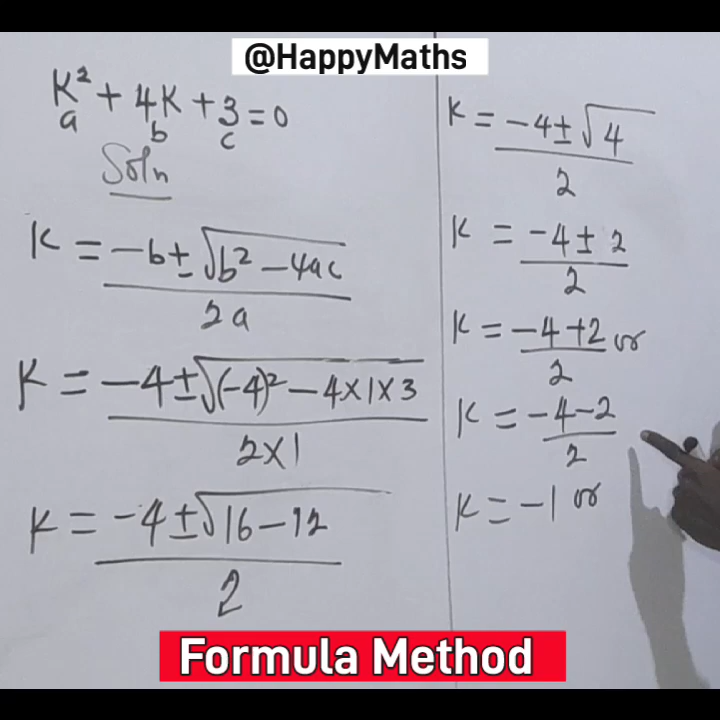 @HappyMaths
K² + 4K + 3 = 0
a b c
Soln
K = -b ± √b² - 4ac
2a
K = -4 ± √(-4)² - 4×1×3
2×1
K = -4 ± √16 - 12
2
K = -4 ± √4
2
K = -4 ± 2
2
K = -4 + 2 or
2
K = -4 - 2
2
K = -1 or
Formula Method